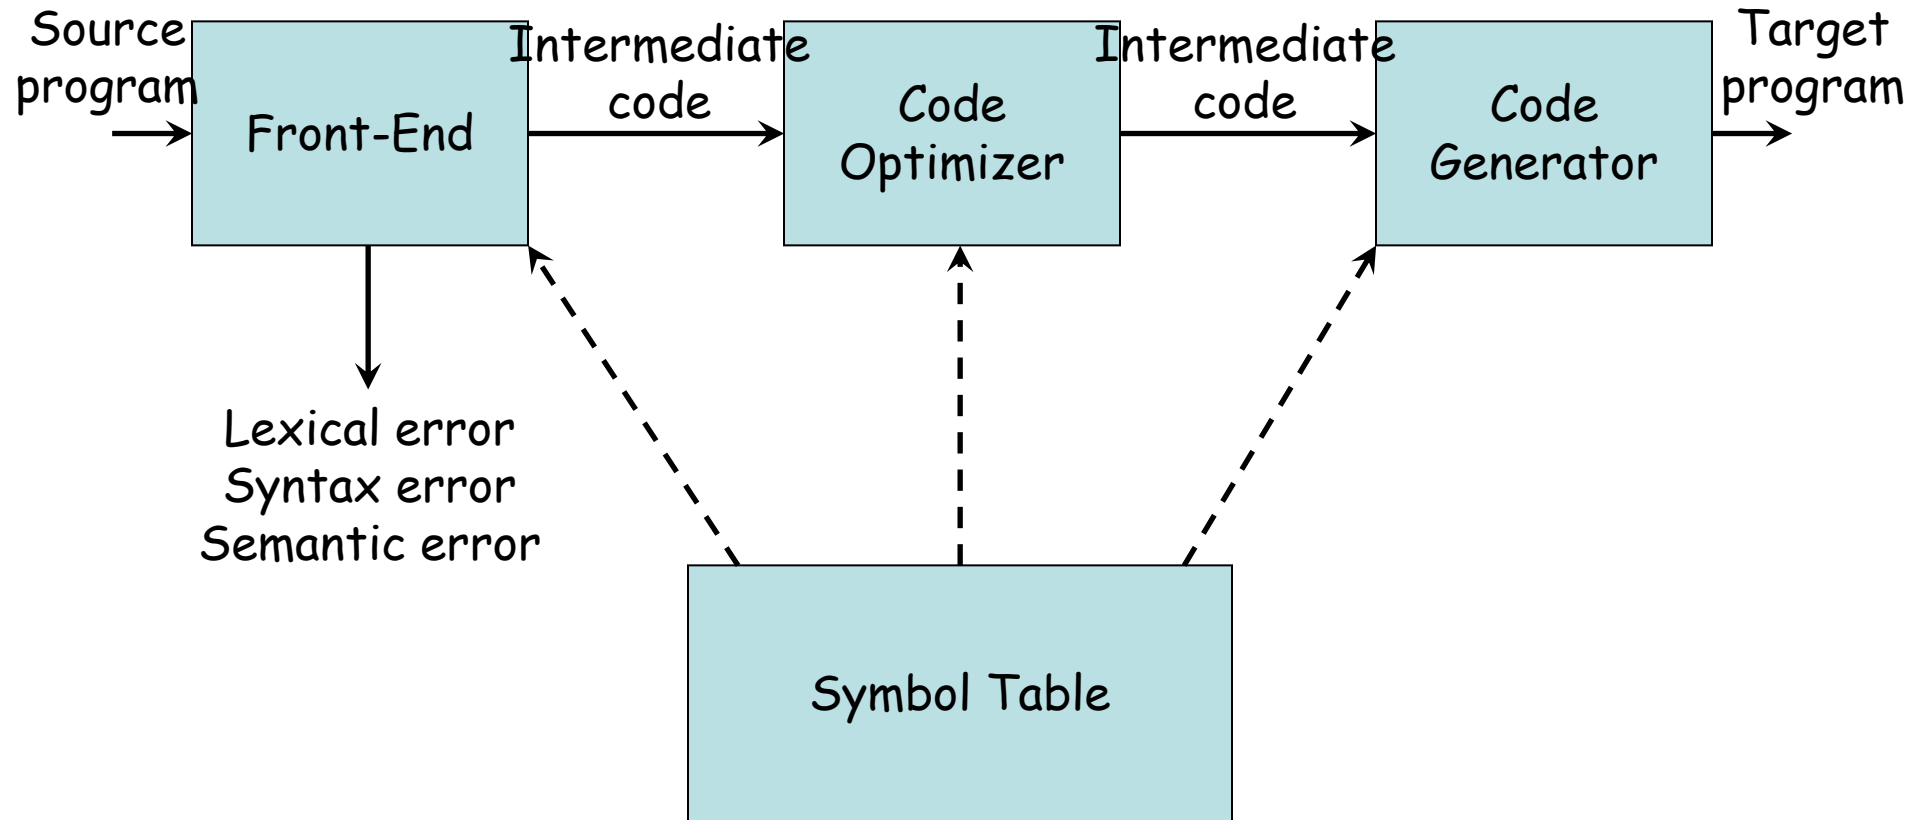 Source
program
Front-End
Intermediate
code
Code
Optimizer
Intermediate
code
Code
Generator
Target
program
Lexical error
Syntax error
Semantic error
Symbol Table